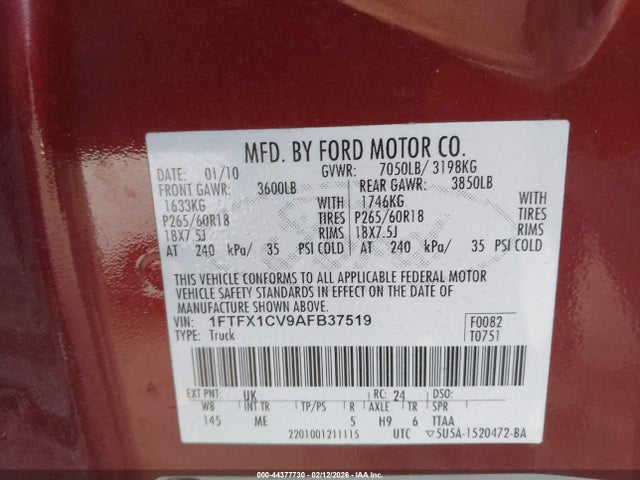 MFD. BY FORD MOTOR CO.
DATE: 01/10 GVWR: 7050LB/ 3198KG
FRONT GAWR: 3600LB REAR GAWR: 3850LB
1633KG WITH 1746KG WITH
P265/60R18 TIRES P265/60R18 TIRES
18X7.5J RIMS 18X7.5J RIMS
AT 240 kPa/ 35 PSI COLD AT 240 kPa/ 35 PSI COLD
THIS VEHICLE CONFORMS TO ALL APPLICABLE FEDERAL MOTOR
VEHICLE SAFETY STANDARDS IN EFFECT ON THE DATE OF
MANUFACTURE SHOWN ABOVE.
VIN: 1FTFX1CV9AFB37519 F0082
TYPE: Truck T0751
EXT PNT: UK RC: 24 DSO:
WB INT TR TP/PS R AXLE TR SPR
145 ME 5 H9 6 TTAA
2201001211115 UTC ▽5U5A-1520472-BA
000-44377730 - 02/12/2026 - IAAI.COM